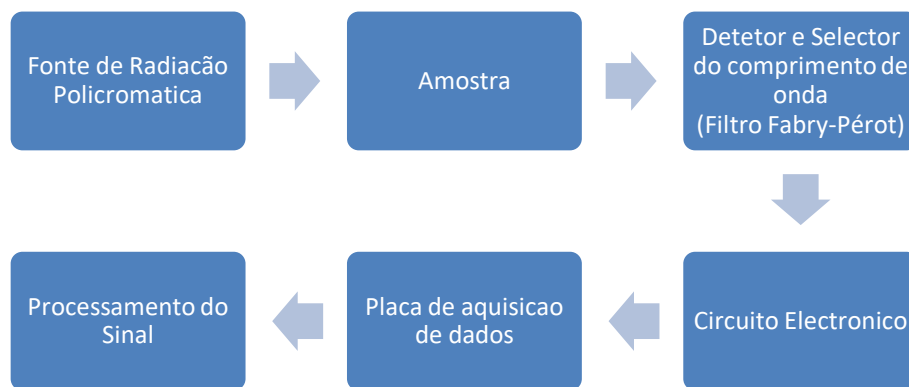 Fonte de Radiacão
Policromatica
Amostra
Detetor e Selector
do comprimento de
onda
(Filtro Fabry-Pérot)
Processamento do
Sinal
Placa de aquisicao
de dados
Circuito Electronico